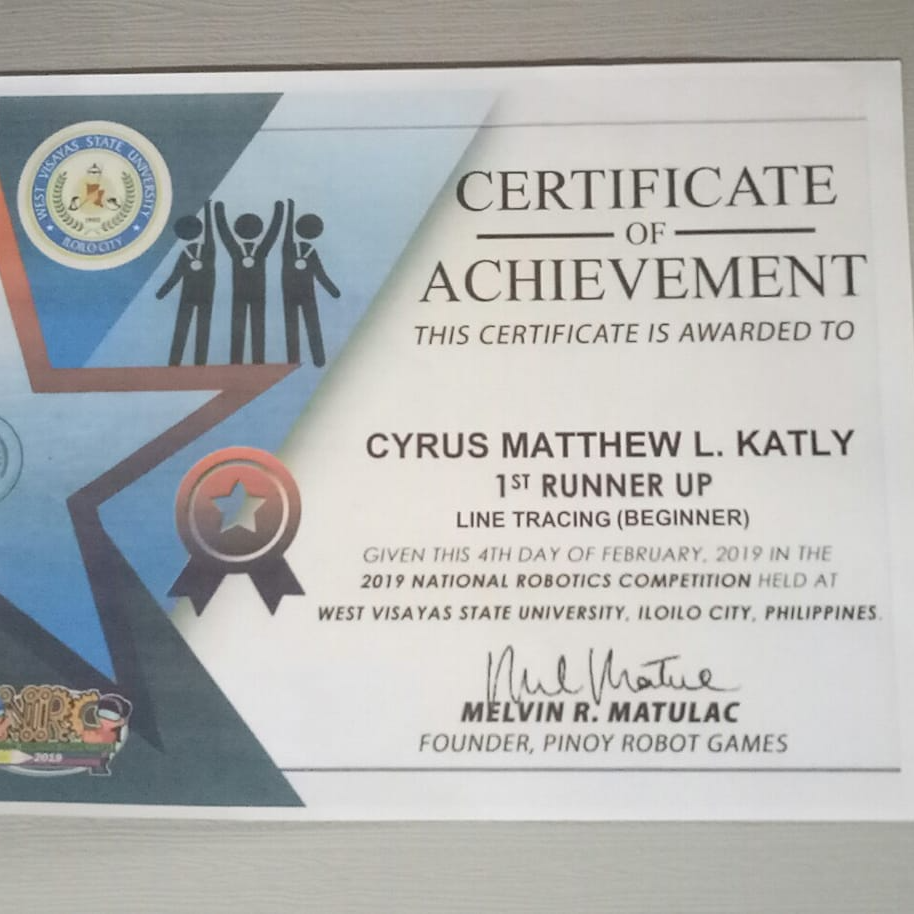 WEST VISAYAS STATE UNIVERSITY
ILOILO CITY
CERTIFICATE
OF
ACHIEVEMENT
THIS CERTIFICATE IS AWARDED TO
CYRUS MATTHEW L. KATLY
1ST RUNNER UP
LINE TRACING (BEGINNER)
GIVEN THIS 4TH DAY OF FEBRUARY, 2019 IN THE
2019 NATIONAL ROBOTICS COMPETITION HELD AT
WEST VISAYAS STATE UNIVERSITY, ILOILO CITY, PHILIPPINES.
MELVIN R. MATULAC
FOUNDER, PINOY ROBOT GAMES
2019